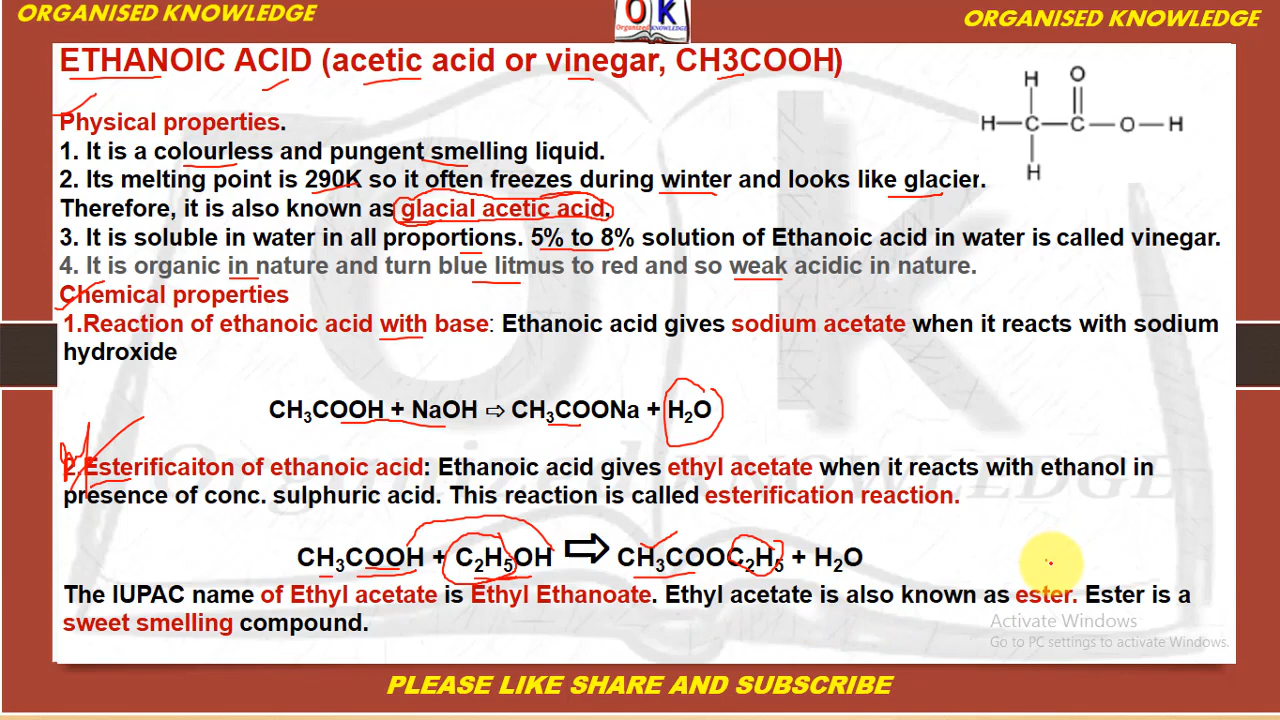 ORGANISED KNOWLEDGE
OK
Organized KNOWLEDGE
ORGANISED KNOWLEDGE
ETHANOIC ACID (acetic acid or vinegar, CH3COOH)
H O
H C C O H
H
Physical properties.
1. It is a colourless and pungent smelling liquid.
2. Its melting point is 290K so it often freezes during winter and looks like glacier.
Therefore, it is also known as glacial acetic acid.
3. It is soluble in water in all proportions. 5% to 8% solution of Ethanoic acid in water is called vinegar.
4. It is organic in nature and turn blue litmus to red and so weak acidic in nature.
Chemical properties
1.Reaction of ethanoic acid with base: Ethanoic acid gives sodium acetate when it reacts with sodium
hydroxide
CH₃COOH + NaOH ⇨ CH₃COONa + H₂O
2.Esterificaiton of ethanoic acid: Ethanoic acid gives ethyl acetate when it reacts with ethanol in
presence of conc. sulphuric acid. This reaction is called esterification reaction.
CH₃COOH + C₂H₅OH ⇨ CH₃COOC₂H₅ + H₂O
The IUPAC name of Ethyl acetate is Ethyl Ethanoate. Ethyl acetate is also known as ester. Ester is a
sweet smelling compound.
OK
Organized KNOWLEDGE
Activate Windows
Go to PC settings to activate Windows.
PLEASE LIKE SHARE AND SUBSCRIBE